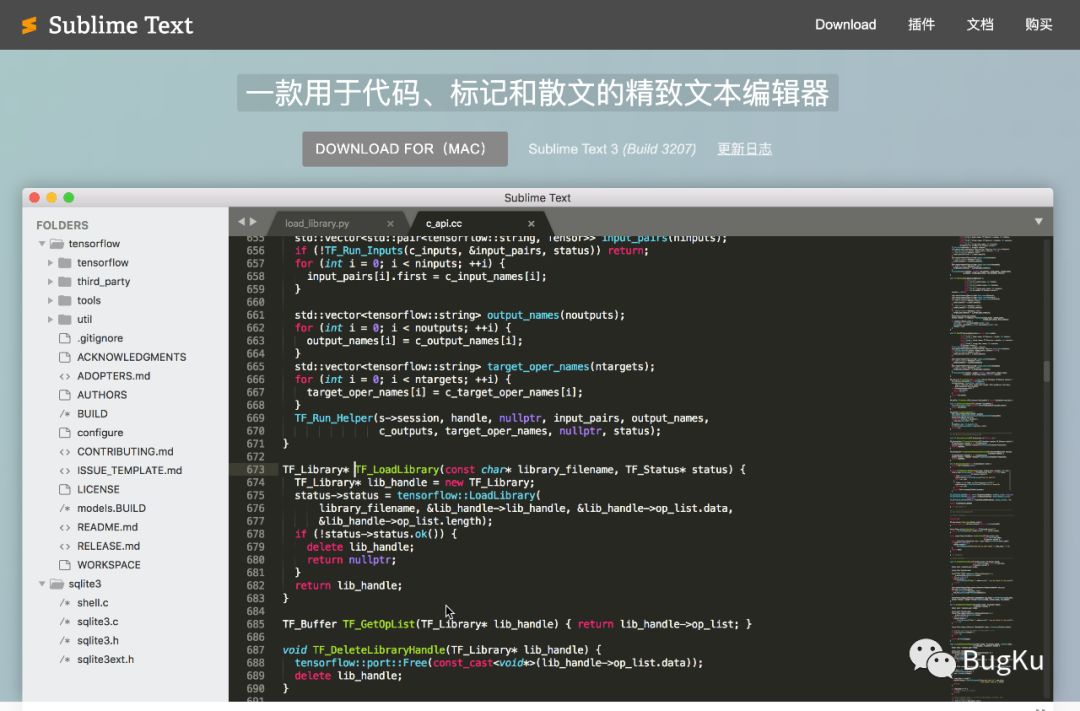 Sublime Text
Download 插件 文档 购买
一款用于代码、标记和散文的精致文本编辑器
DOWNLOAD FOR（MAC） Sublime Text 3 (Build 3207) 更新日志
Sublime Text
FOLDERS
tensorflow
tensorflow
third_party
tools
util
.gitignore
ACKNOWLEDGMENTS
ADOPTERS.md
AUTHORS
BUILD
configure
CONTRIBUTING.md
ISSUE_TEMPLATE.md
LICENSE
models.BUILD
README.md
RELEASE.md
WORKSPACE
sqlite3
shell.c
sqlite3.c
sqlite3.h
sqlite3ext.h
load_library.py c_api.cc
655 std::vector<std::pair<tensorflow::string, Tensor>> input_pairs(ninputs);
656 if (!TF_Run_Inputs(c_inputs, &input_pairs, status)) return;
657 for (int i = 0; i < ninputs; ++i) {
658 input_pairs[i].first = c_input_names[i];
659 }
660
661 std::vector<tensorflow::string> output_names(noutputs);
662 for (int i = 0; i < noutputs; ++i) {
663 output_names[i] = c_output_names[i];
664 }
665 std::vector<tensorflow::string> target_oper_names(ntargets);
666 for (int i = 0; i < ntargets; ++i) {
667 target_oper_names[i] = c_target_oper_names[i];
668 }
669 TF_Run_Helper(s->session, handle, nullptr, input_pairs, output_names,
670 c_outputs, target_oper_names, nullptr, status);
671 }
672
673 TF_Library* TF_LoadLibrary(const char* library_filename, TF_Status* status) {
674 TF_Library* lib_handle = new TF_Library;
675 status->status = tensorflow::LoadLibrary(
676 library_filename, &lib_handle->lib_handle, &lib_handle->op_list.data,
677 &lib_handle->op_list.length);
678 if (!status->status.ok()) {
679 delete lib_handle;
680 return nullptr;
681 }
682 return lib_handle;
683 }
684
685 TF_Buffer TF_GetOpList(TF_Library* lib_handle) { return lib_handle->op_list; }
686
687 void TF_DeleteLibraryHandle(TF_Library* lib_handle) {
688 tensorflow::port::Free(const_cast<void*>(lib_handle->op_list.data));
689 delete lib_handle;
690 }
691
BugKu